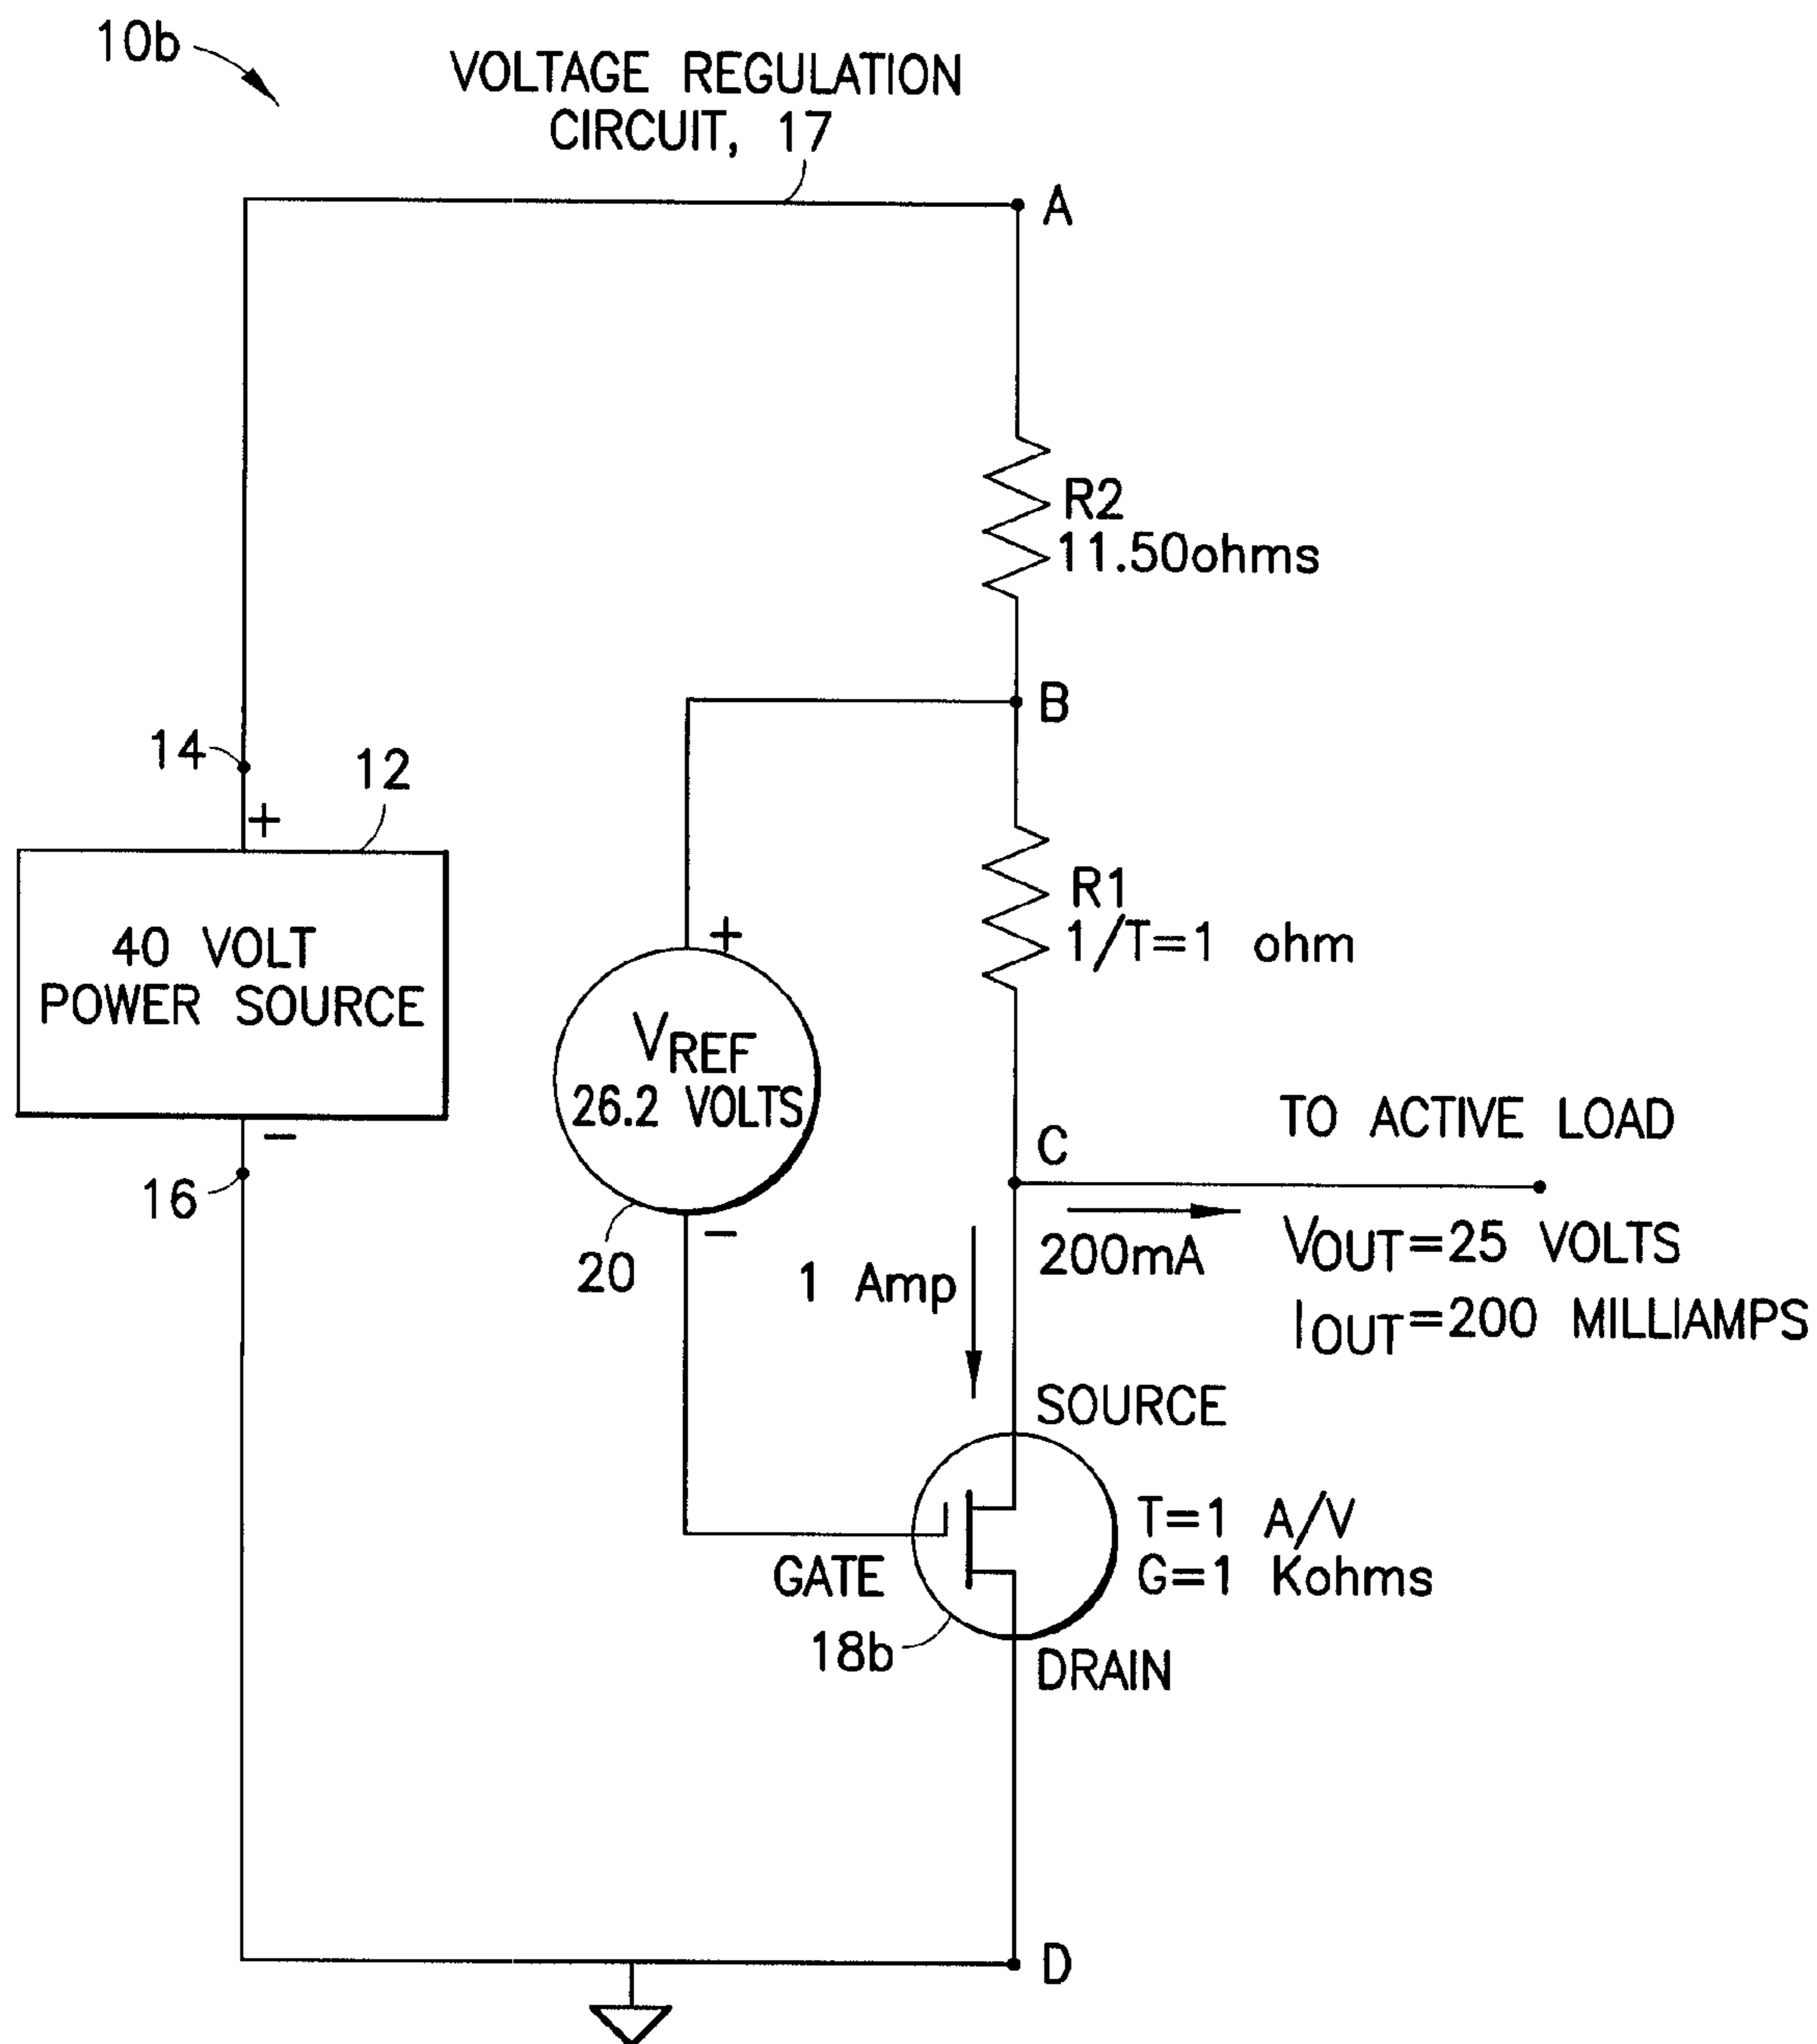 10b
VOLTAGE REGULATION
CIRCUIT, 17
A
R2
11.50ohms
B
14
12
+
40 VOLT
POWER SOURCE
−
16
R1
1/T=1 ohm
+
VREF
26.2 VOLTS
−
20
C
TO ACTIVE LOAD
200mA
VOUT=25 VOLTS
IOUT=200 MILLIAMPS
1 Amp
SOURCE
T=1 A/V
G=1 Kohms
GATE
18b
DRAIN
D